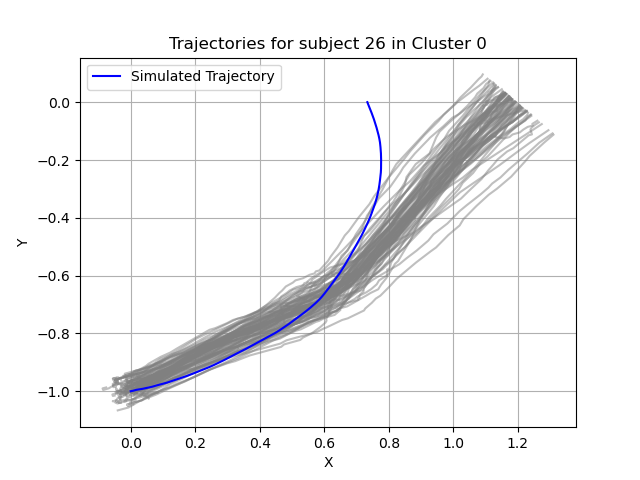 Trajectories for subject 26 in Cluster 0
Simulated Trajectory
Y
0.0
−0.2
−0.4
−0.6
−0.8
−1.0
0.0 0.2 0.4 0.6 0.8 1.0 1.2
X